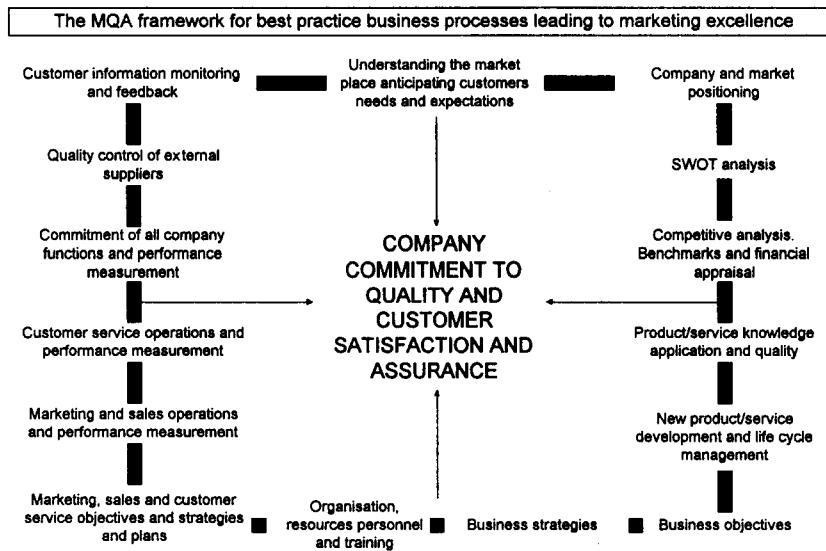 The MQA framework for best practice business processes leading to marketing excellence
Customer information monitoring
and feedback
Understanding the market
place anticipating customers
needs and expectations
Company and market
positioning
Quality control of external
suppliers
SWOT analysis
Commitment of all company
functions and performance
measurement
COMPANY
COMMITMENT TO
QUALITY AND
CUSTOMER
SATISFACTION AND
ASSURANCE
Competitive analysis.
Benchmarks and financial
appraisal
Customer service operations and
performance measurement
Product/service knowledge
application and quality
Marketing and sales operations
and performance measurement
New product/service
development and life cycle
management
Marketing, sales and customer
service objectives and strategies
and plans
Organisation,
resources personnel
and training
Business strategies
Business objectives